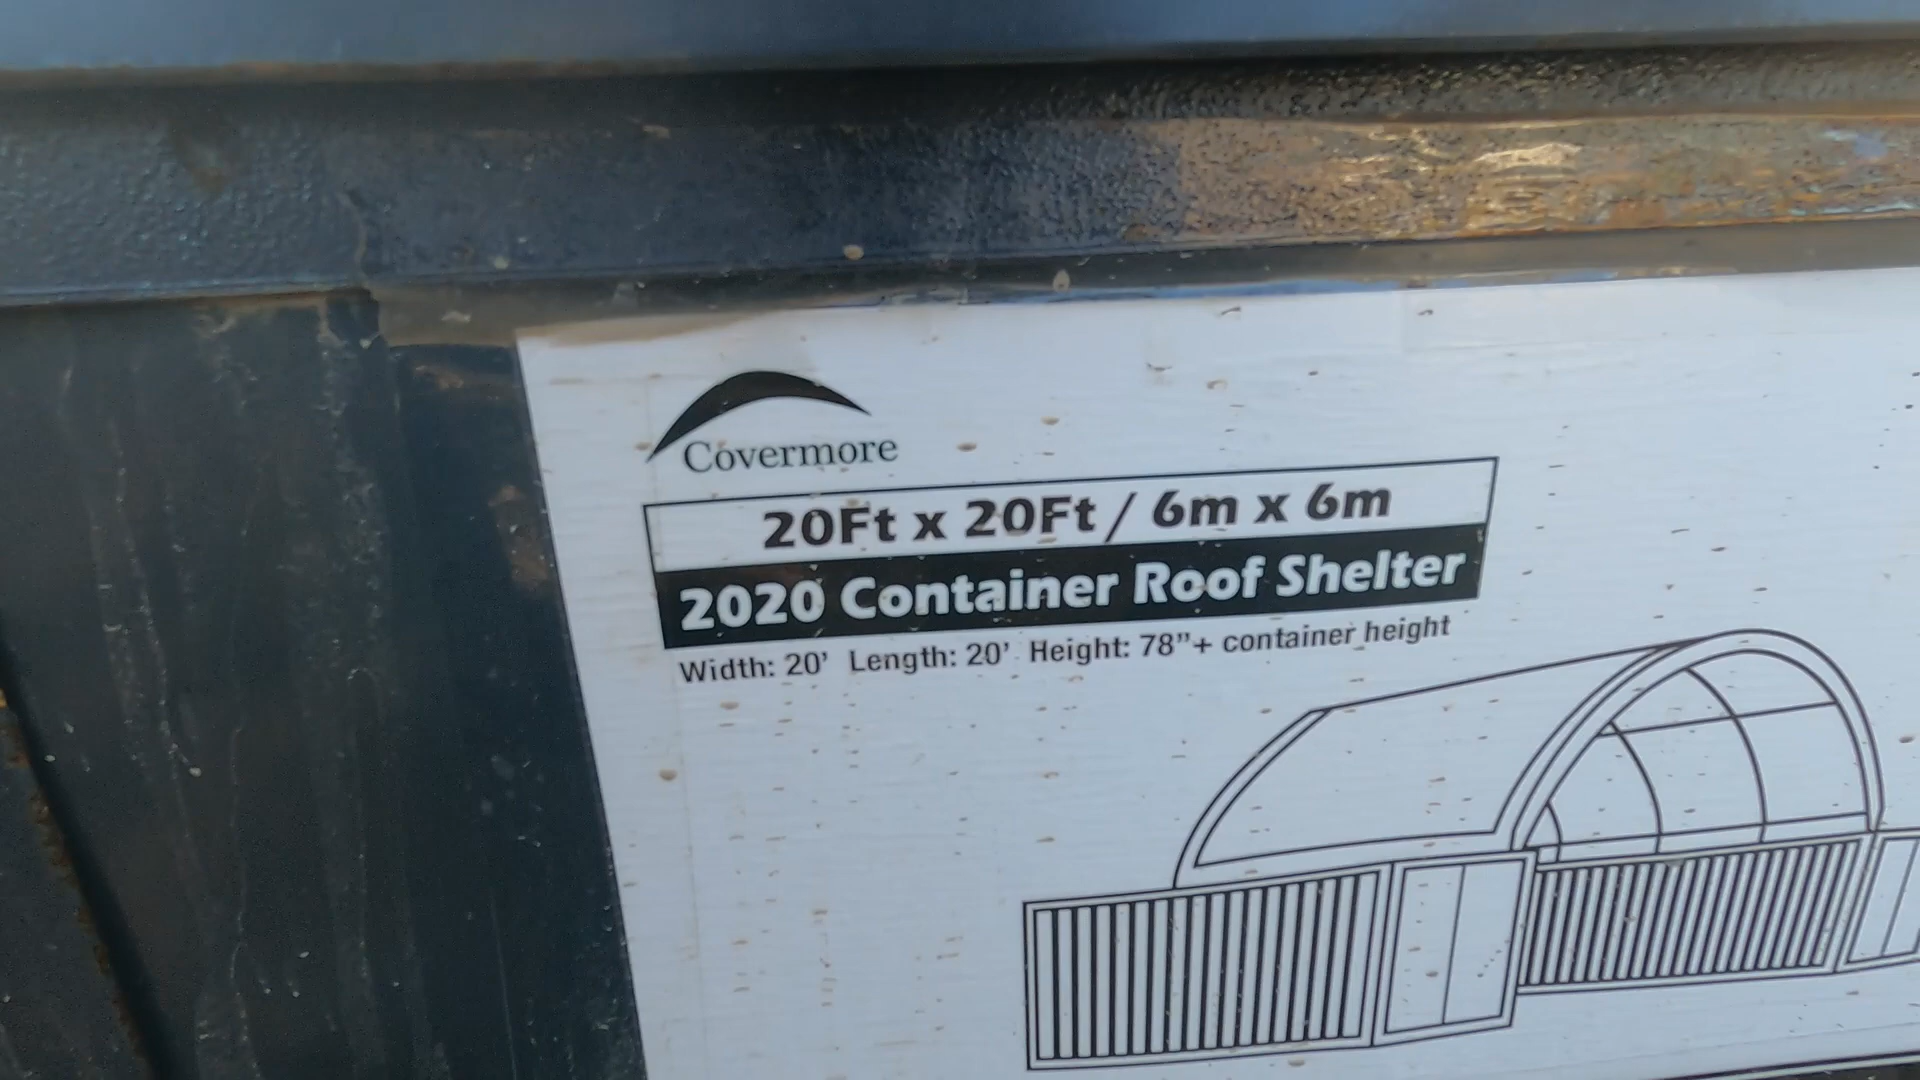 Covermore
20Ft x 20Ft / 6m x 6m
2020 Container Roof Shelter
Width: 20’ Length: 20’ Height: 78”+ container height